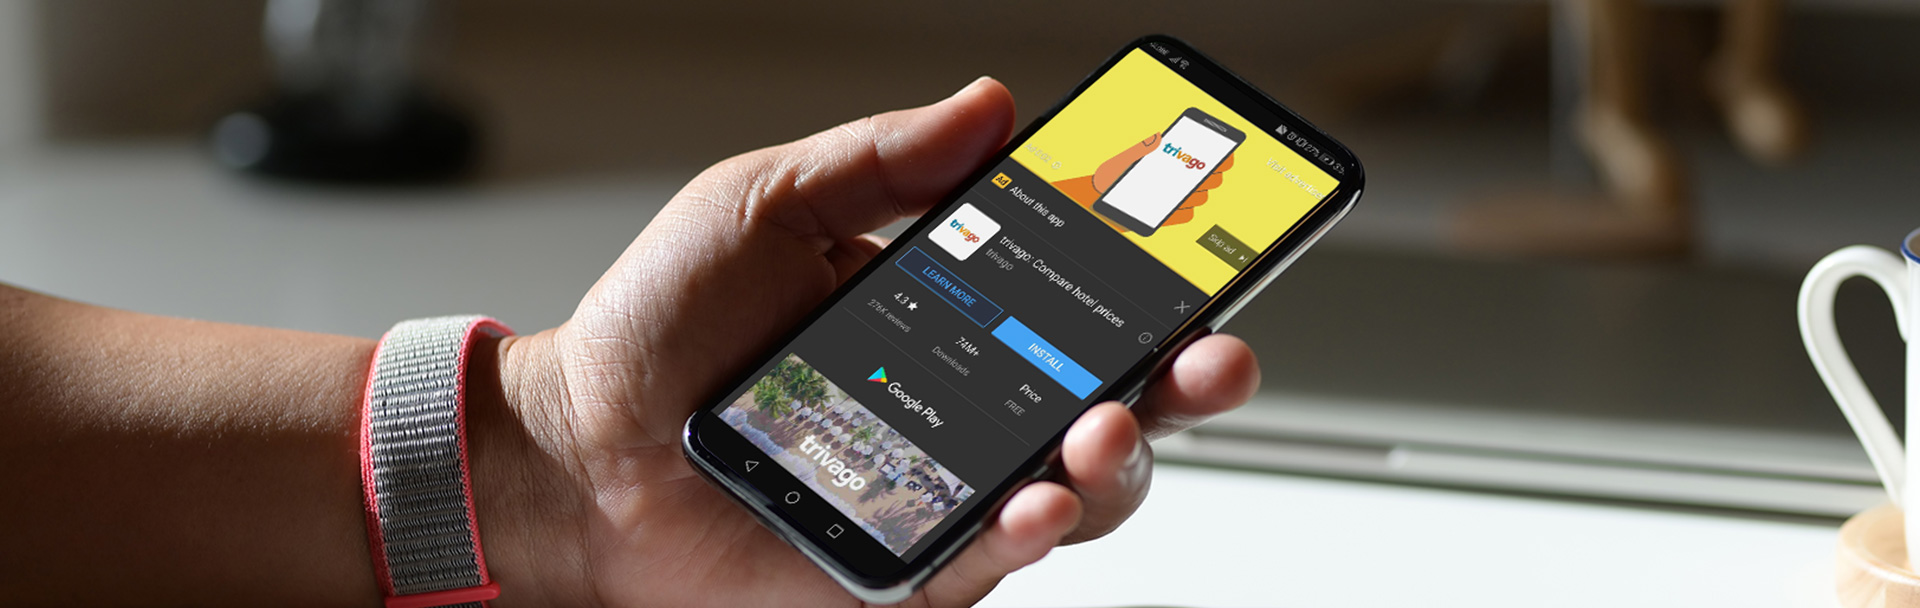 27%
trivago
Skip ad
Ad
About this app
trivago
trivago: Compare hotel prices
trivago
LEARN MORE
INSTALL
4.3★
276K reviews
74M+
Downloads
Price
FREE
Google Play
trivago